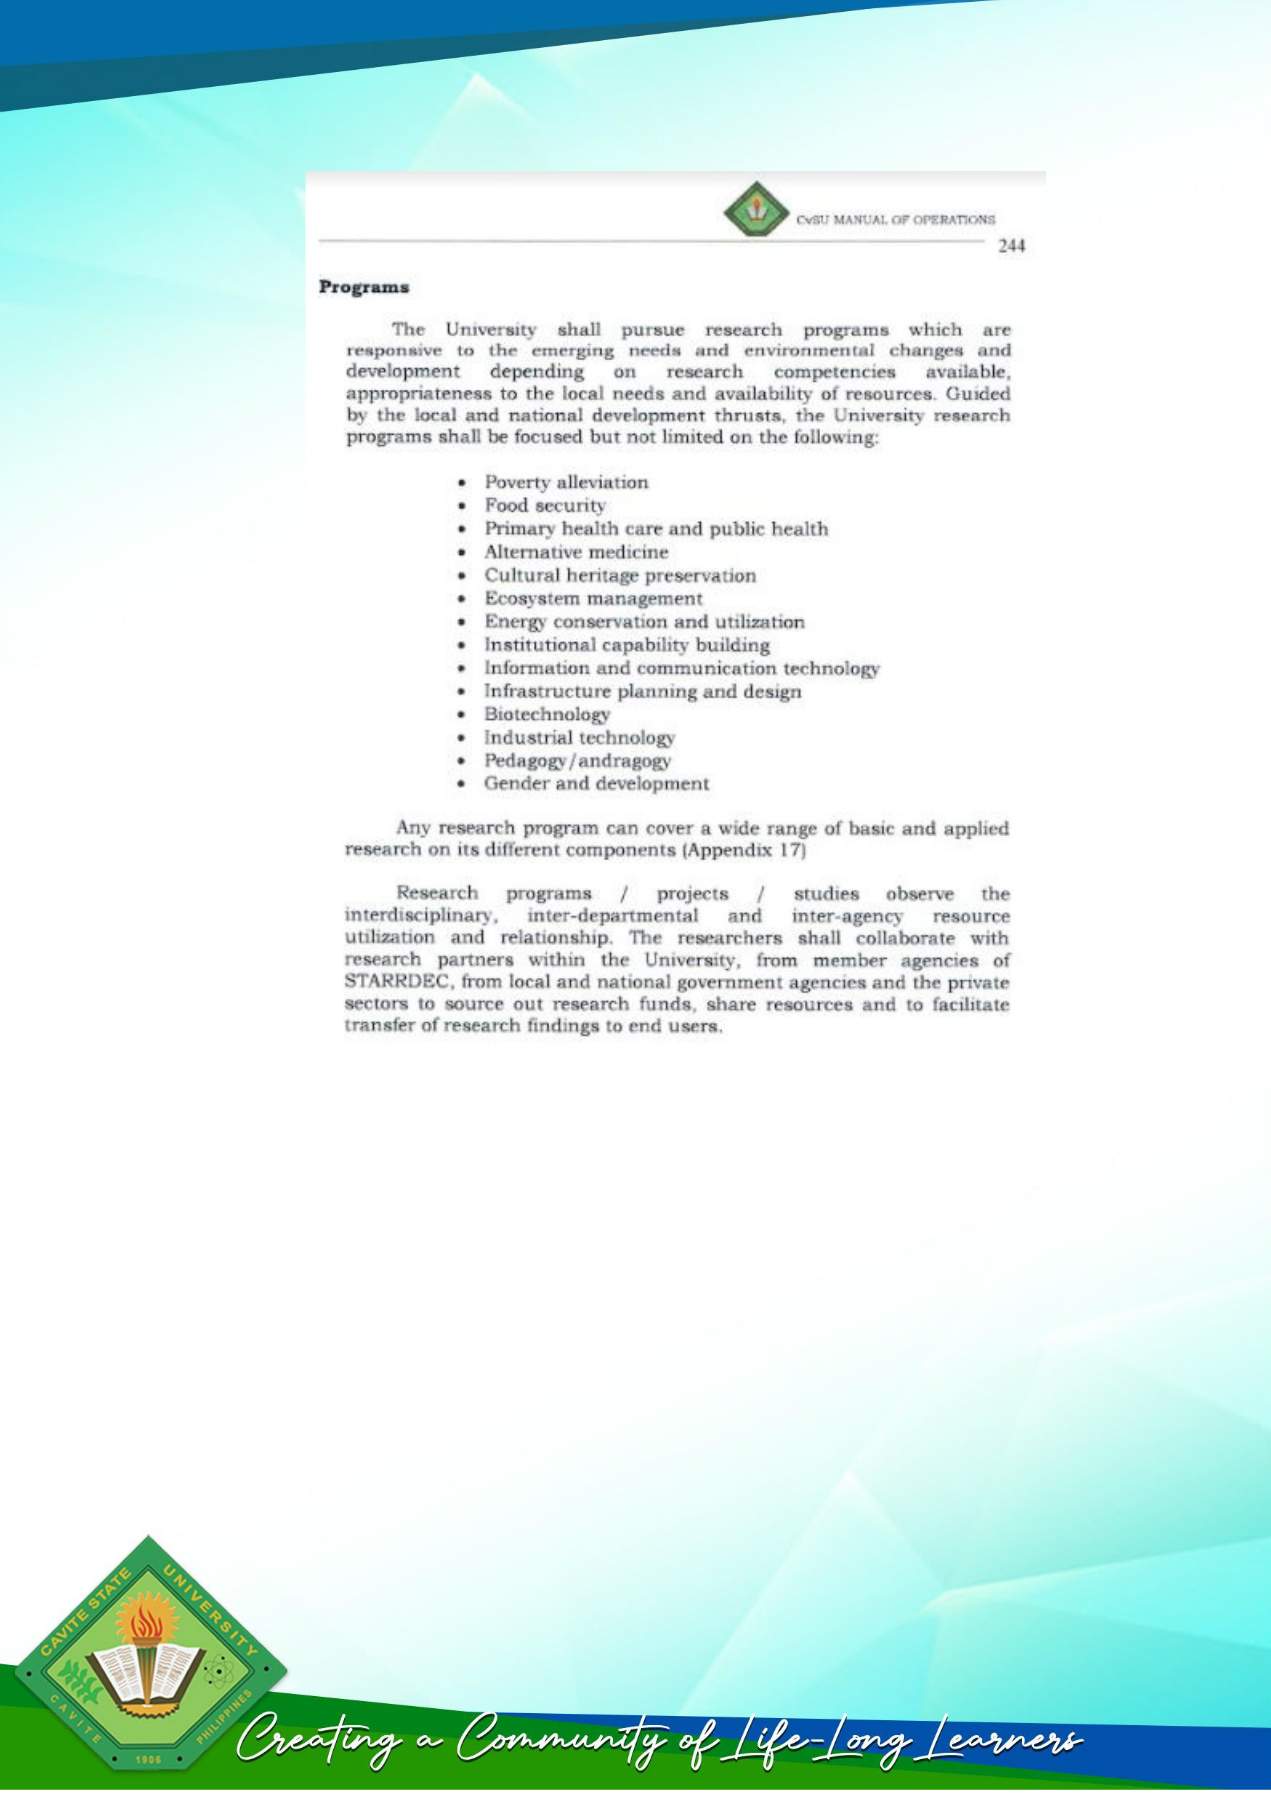 CvSU MANUAL OF OPERATIONS
244
Programs
The University shall pursue research programs which are
responsive to the emerging needs and environmental changes and
development depending on research competencies available,
appropriateness to the local needs and availability of resources. Guided
by the local and national development thrusts, the University research
programs shall be focused but not limited on the following:
• Poverty alleviation
• Food security
• Primary health care and public health
• Alternative medicine
• Cultural heritage preservation
• Ecosystem management
• Energy conservation and utilization
• Institutional capability building
• Information and communication technology
• Infrastructure planning and design
• Biotechnology
• Industrial technology
• Pedagogy/andragogy
• Gender and development
Any research program can cover a wide range of basic and applied
research on its different components (Appendix 17)
Research programs / projects / studies observe the
interdisciplinary, inter-departmental and inter-agency resource
utilization and relationship. The researchers shall collaborate with
research partners within the University, from member agencies of
STARRDEC, from local and national government agencies and the private
sectors to source out research funds, share resources and to facilitate
transfer of research findings to end users.
CAVITE STATE UNIVERSITY
CAVITE
1906
PHILIPPINES
Creating a Community of Life-Long Learners